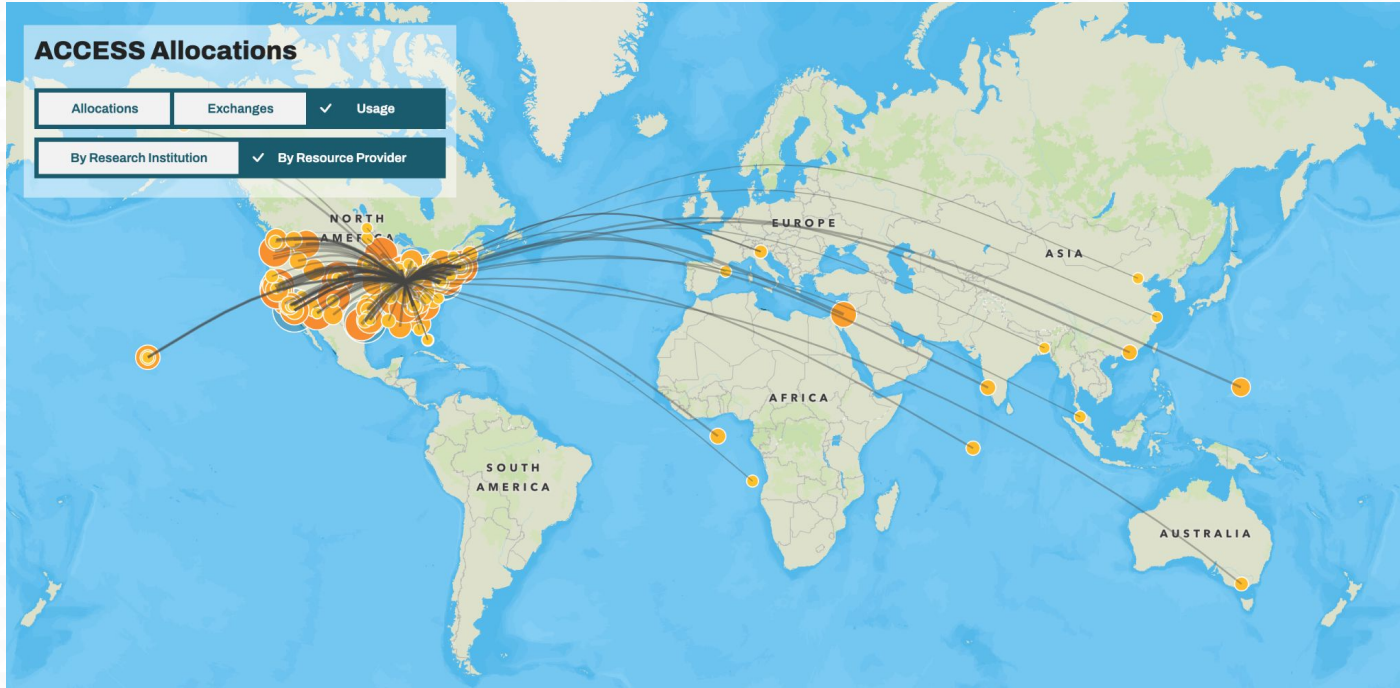 ACCESS Allocations
Allocations Exchanges Usage
By Research Institution By Resource Provider
NORTH
AMERICA
EUROPE
ASIA
AFRICA
SOUTH
AMERICA
AUSTRALIA